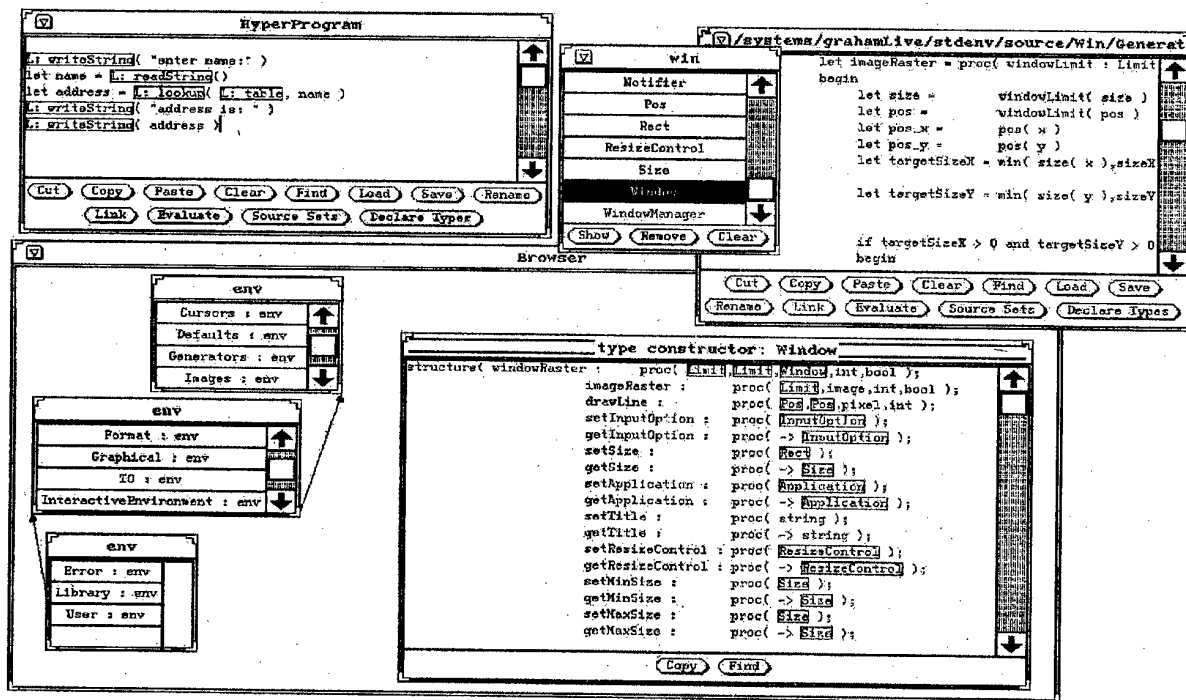 HyperProgram
L: writeString( "enter name:" )
let name = L: readString()
let address = L: lookup( L: table, name )
L: writeString( "address is: " )
L: writeString( address )
Cut Copy Paste Clear Find Load Save Rename
Link Evaluate Source Sets Declare Types
win
Notifier
Pos
Rect
ResizeControl
Size
Window
WindowManager
Show Remove Clear
/systems/grahamLive/stdenv/source/Win/Generat
let imageRaster = proc( windowLimit : Limit
begin
let size = windowLimit( size )
let pos = windowLimit( pos )
let pos_x = pos( x )
let pos_y = pos( y )
let targetSizeX = min( size( x ),sizeX
let targetSizeY = min( size( y ),sizeY
if targetSizeX > 0 and targetSizeY > 0
begin
Cut Copy Paste Clear Find Load Save
Rename Link Evaluate Source Sets Declare Types
Browser
env
Cursors : env
Defaults : env
Generators : env
Images : env
env
Format : env
Graphical : env
IO : env
InteractiveEnvironment : env
env
Error : env
Library : env
User : env
type constructor: Window
structure( windowRaster : proc( Limit,Limit,Window,int,bool );
imageRaster : proc( Limit,image,int,bool );
drawLine : proc( Pos,Pos,pixel,int );
setInputOption : proc( InputOption );
getInputOption : proc( -> InputOption );
setSize : proc( Rect );
getSize : proc( -> Size );
setApplication : proc( Application );
getApplication : proc( -> Application );
setTitle : proc( string );
getTitle : proc( -> string );
setResizeControl : proc( ResizeControl );
getResizeControl : proc( -> ResizeControl );
setMinSize : proc( Size );
getMinSize : proc( -> Size );
setMaxSize : proc( Size );
getMaxSize : proc( -> Size );
Copy Find